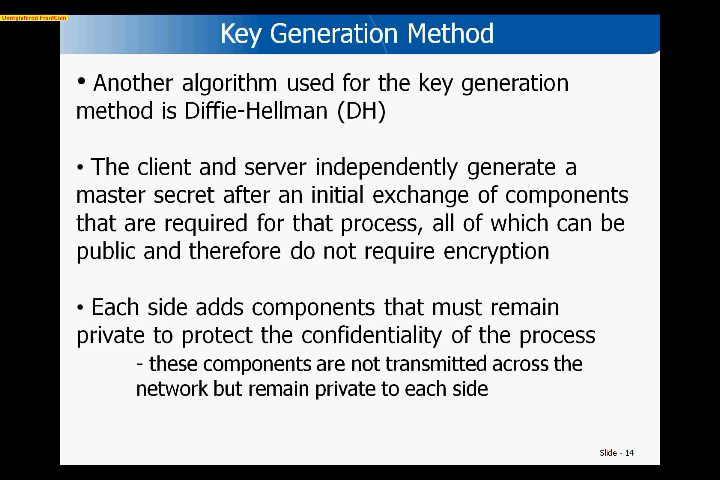 Unregistered FrontCam
Key Generation Method
• Another algorithm used for the key generation
method is Diffie-Hellman (DH)
• The client and server independently generate a
master secret after an initial exchange of components
that are required for that process, all of which can be
public and therefore do not require encryption
• Each side adds components that must remain
private to protect the confidentiality of the process
- these components are not transmitted across the
network but remain private to each side
Slide - 14